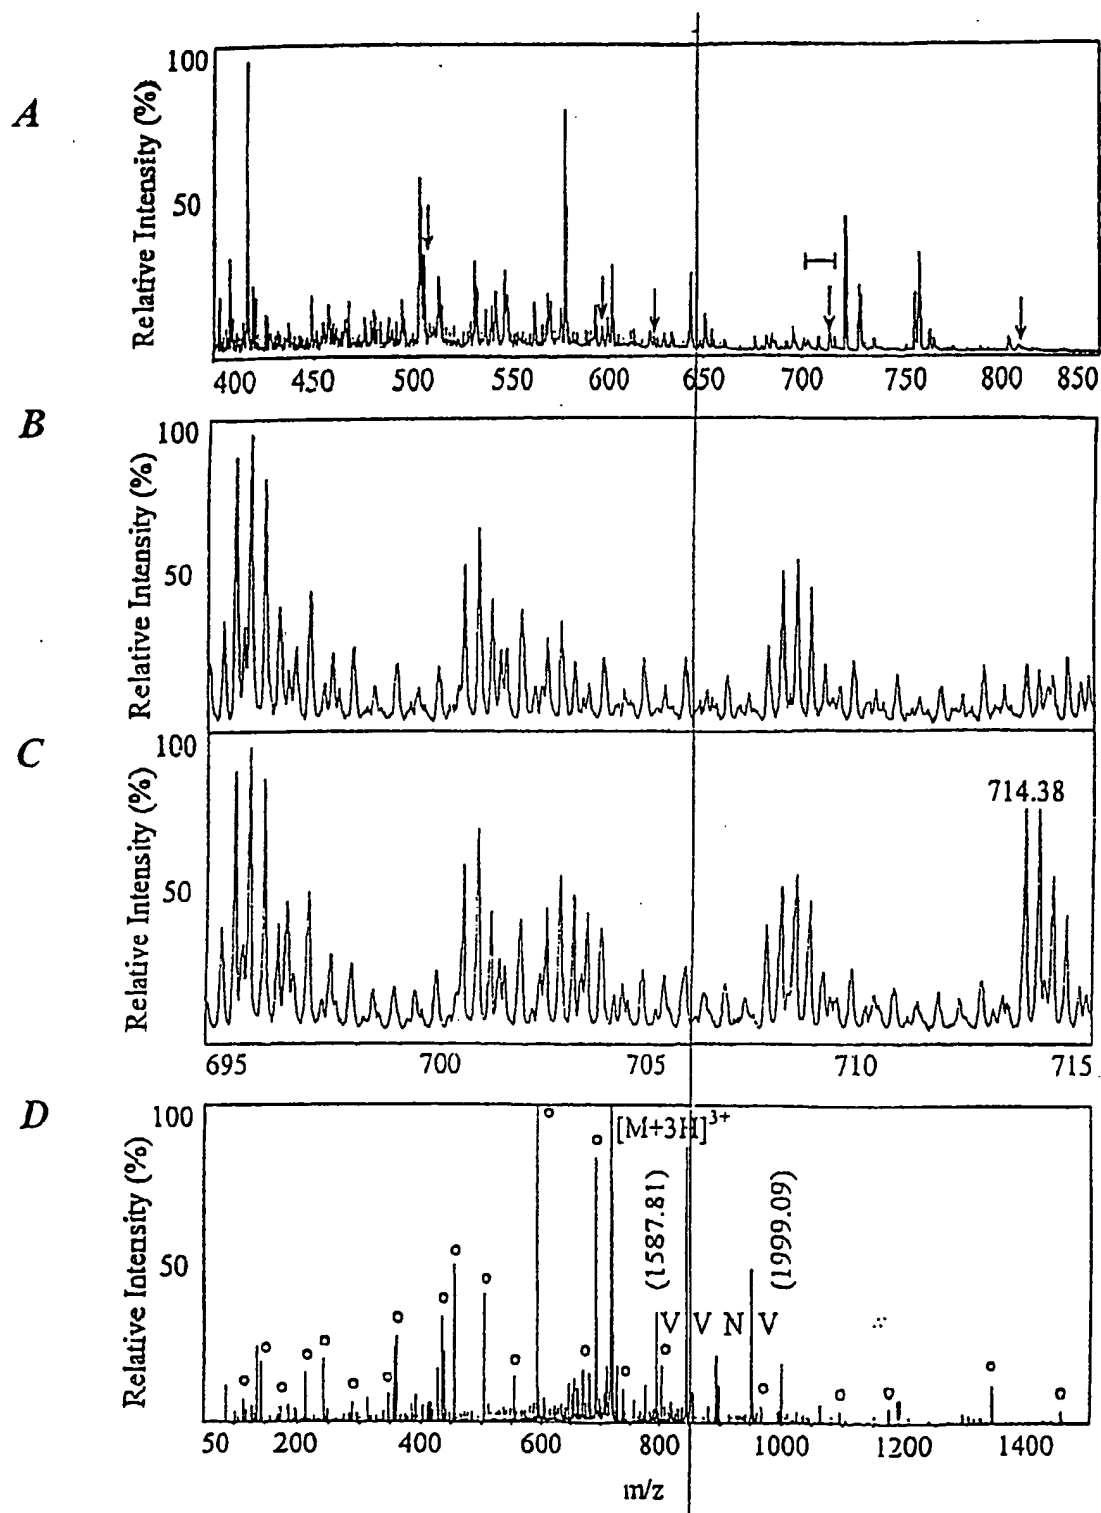 A
Relative Intensity (%)
100
50
400 450 500 550 600 650 700 750 800 850
B
Relative Intensity (%)
100
50
C
Relative Intensity (%)
100
50
714.38
695 700 705 710 715
D
Relative Intensity (%)
100
50
[M+3H]3+
(1587.81)
(1999.09)
V V N V
50 200 400 600 800 1000 1200 1400
m/z